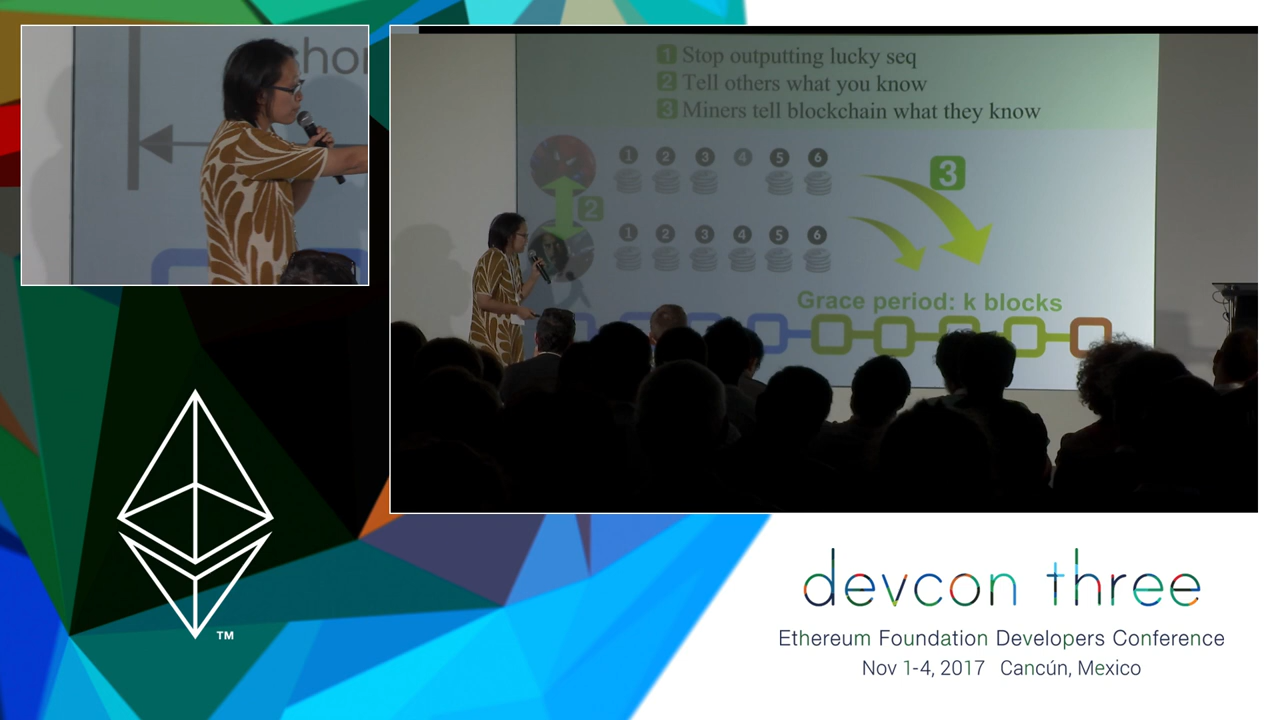 chor
1 Stop outputting lucky seq
2 Tell others what you know
3 Miners tell blockchain what they know
1 2 3 4 5 6
3
2
1 2 3 4 5 6
Grace period: k blocks
TM
devcon three
Ethereum Foundation Developers Conference
Nov 1-4, 2017 Cancún, Mexico